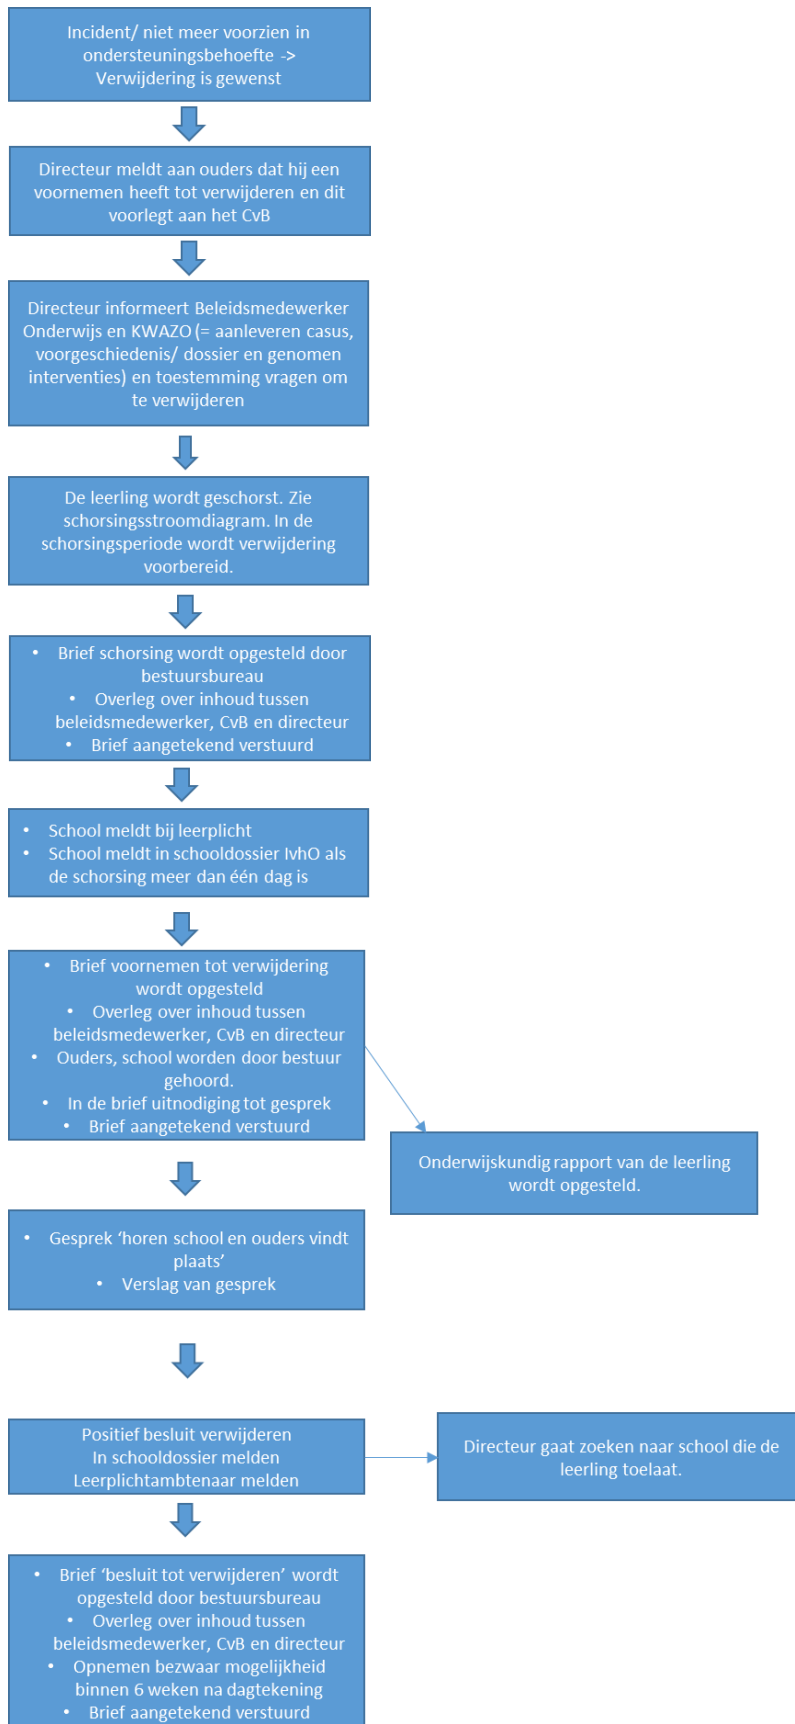 Incident/ niet meer voorzien in
ondersteuningsbehoefte ->
Verwijdering is gewenst
Directeur meldt aan ouders dat hij een
voornemen heeft tot verwijderen en dit
voorlegt aan het CvB
Directeur informeert Beleidsmedewerker
Onderwijs en KWAZO (= aanleveren casus,
voorgeschiedenis/ dossier en genomen
interventies) en toestemming vragen om
te verwijderen
De leerling wordt geschorst. Zie
schorsingsstroomdiagram. In de
schorsingsperiode wordt verwijdering
voorbereid.
• Brief schorsing wordt opgesteld door
bestuursbureau
• Overleg over inhoud tussen
beleidsmedewerker, CvB en directeur
• Brief aangetekend verstuurd
• School meldt bij leerplicht
• School meldt in schooldossier IvhO als
de schorsing meer dan één dag is
• Brief voornemen tot verwijdering
wordt opgesteld
• Overleg over inhoud tussen
beleidsmedewerker, CvB en directeur
• Ouders, school worden door bestuur
gehoord.
• In de brief uitnodiging tot gesprek
• Brief aangetekend verstuurd
Onderwijskundig rapport van de leerling
wordt opgesteld.
• Gesprek ‘horen school en ouders vindt
plaats’
• Verslag van gesprek
Positief besluit verwijderen
In schooldossier melden
Leerplichtambtenaar melden
Directeur gaat zoeken naar school die de
leerling toelaat.
• Brief ‘besluit tot verwijderen’ wordt
opgesteld door bestuursbureau
• Overleg over inhoud tussen
beleidsmedewerker, CvB en directeur
• Opnemen bezwaar mogelijkheid
binnen 6 weken na dagtekening
• Brief aangetekend verstuurd